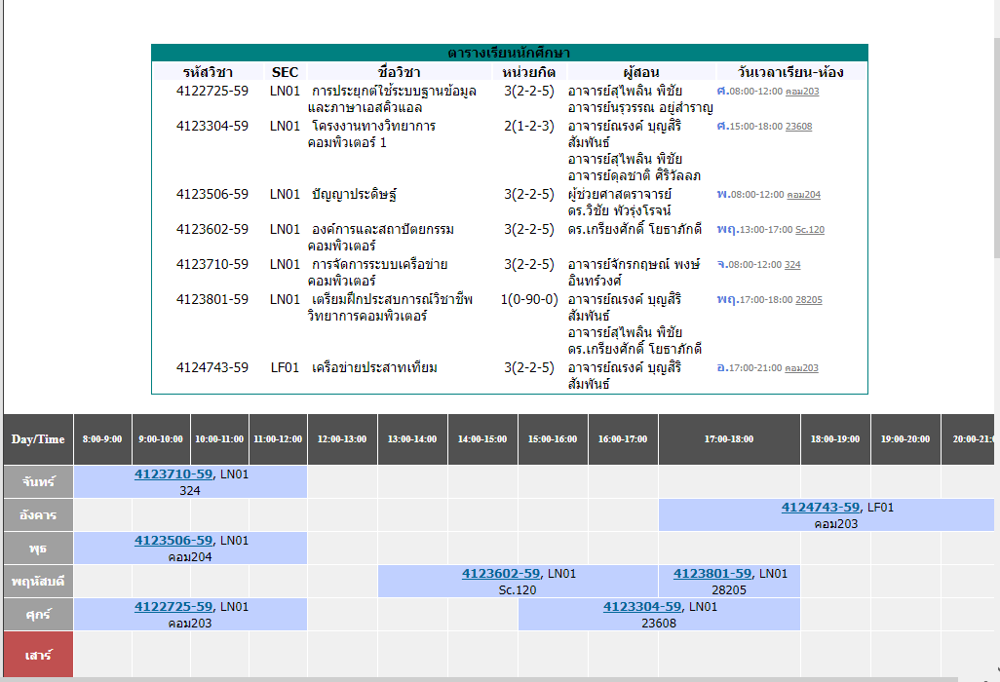 ตารางเรียนนักศึกษา
รหัสวิชา SEC ชื่อวิชา หน่วยกิต ผู้สอน วันเวลาเรียน-ห้อง
4122725-59 LN01 การประยุกต์ใช้ระบบฐานข้อมูล 3(2-2-5) อาจารย์สุไพลิน พิชัย ศ.08:00-12:00 คอม203
และภาษาเอสคิวแอล อาจารย์นรุวรรณ อยู่สำราญ
4123304-59 LN01 โครงงานทางวิทยาการ 2(1-2-3) อาจารย์ณรงค์ บุญสิริ ศ.15:00-18:00 23608
คอมพิวเตอร์ 1 สัมพันธ์
อาจารย์สุไพลิน พิชัย
อาจารย์ดุลชาติ ศิริวัลลภ
4123506-59 LN01 ปัญญาประดิษฐ์ 3(2-2-5) ผู้ช่วยศาสตราจารย์ พ.08:00-12:00 คอม204
ดร.วิชัย พัวรุ่งโรจน์
4123602-59 LN01 องค์การและสถาปัตยกรรม 3(2-2-5) ดร.เกรียงศักดิ์ โยธาภักดี พฤ.13:00-17:00 Sc.120
คอมพิวเตอร์
4123710-59 LN01 การจัดการระบบเครือข่าย 3(2-2-5) อาจารย์จักรกฤษณ์ พงษ์ จ.08:00-12:00 324
คอมพิวเตอร์ อินทร์วงศ์
4123801-59 LN01 เตรียมฝึกประสบการณ์วิชาชีพ 1(0-90-0) อาจารย์ณรงค์ บุญสิริ พฤ.17:00-18:00 28205
วิทยาการคอมพิวเตอร์ สัมพันธ์
อาจารย์สุไพลิน พิชัย
ดร.เกรียงศักดิ์ โยธาภักดี
4124743-59 LF01 เครือข่ายประสาทเทียม 3(2-2-5) อาจารย์ณรงค์ บุญสิริ อ.17:00-21:00 คอม203
สัมพันธ์
Day/Time 8:00-9:00 9:00-10:00 10:00-11:00 11:00-12:00 12:00-13:00 13:00-14:00 14:00-15:00 15:00-16:00 16:00-17:00 17:00-18:00 18:00-19:00 19:00-20:00 20:00-21:0
จันทร์ 4123710-59, LN01
324
อังคาร 4124743-59, LF01
คอม203
พุธ 4123506-59, LN01
คอม204
พฤหัสบดี 4123602-59, LN01 4123801-59, LN01
Sc.120 28205
ศุกร์ 4122725-59, LN01 4123304-59, LN01
คอม203 23608
เสาร์